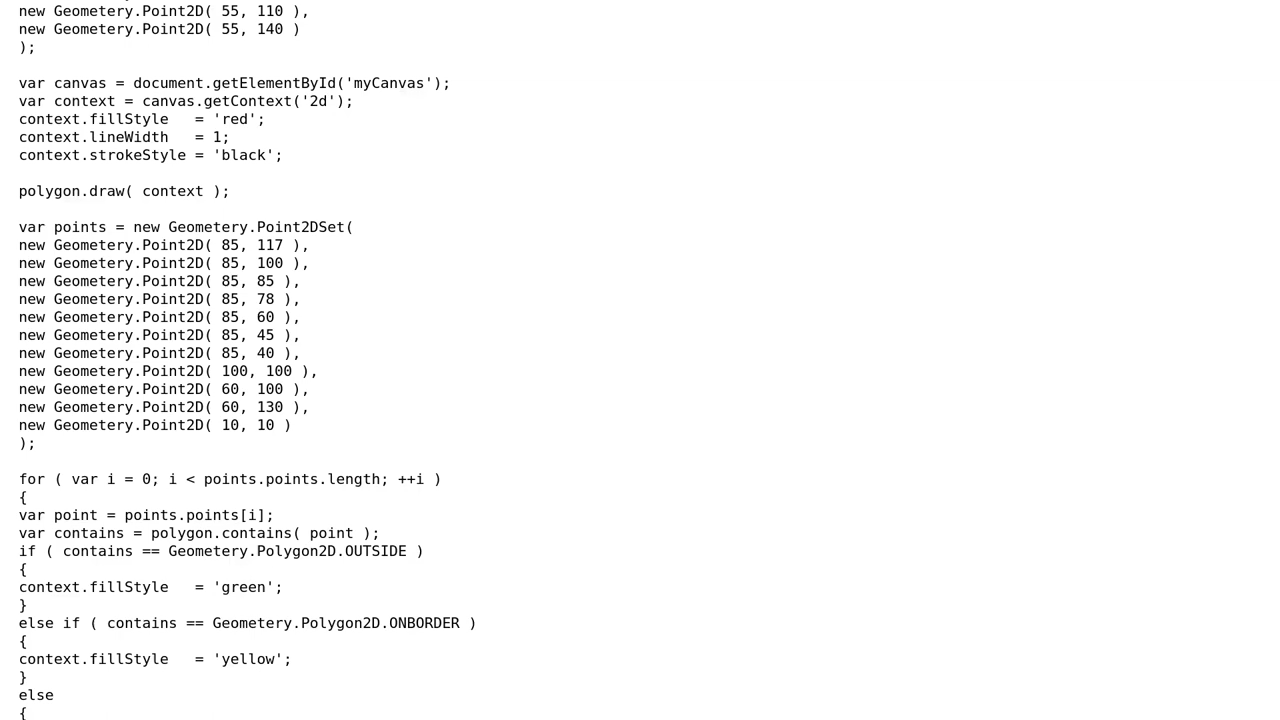 new Geometery.Point2D( 55, 110 ),
new Geometery.Point2D( 55, 140 )
);

var canvas = document.getElementById('myCanvas');
var context = canvas.getContext('2d');
context.fillStyle   = 'red';
context.lineWidth   = 1;
context.strokeStyle = 'black';

polygon.draw( context );

var points = new Geometery.Point2DSet(
new Geometery.Point2D( 85, 117 ),
new Geometery.Point2D( 85, 100 ),
new Geometery.Point2D( 85, 85 ),
new Geometery.Point2D( 85, 78 ),
new Geometery.Point2D( 85, 60 ),
new Geometery.Point2D( 85, 45 ),
new Geometery.Point2D( 85, 40 ),
new Geometery.Point2D( 100, 100 ),
new Geometery.Point2D( 60, 100 ),
new Geometery.Point2D( 60, 130 ),
new Geometery.Point2D( 10, 10 )
);

for ( var i = 0; i < points.points.length; ++i )
{
var point = points.points[i];
var contains = polygon.contains( point );
if ( contains == Geometery.Polygon2D.OUTSIDE )
{
context.fillStyle   = 'green';
}
else if ( contains == Geometery.Polygon2D.ONBORDER )
{
context.fillStyle   = 'yellow';
}
else
{